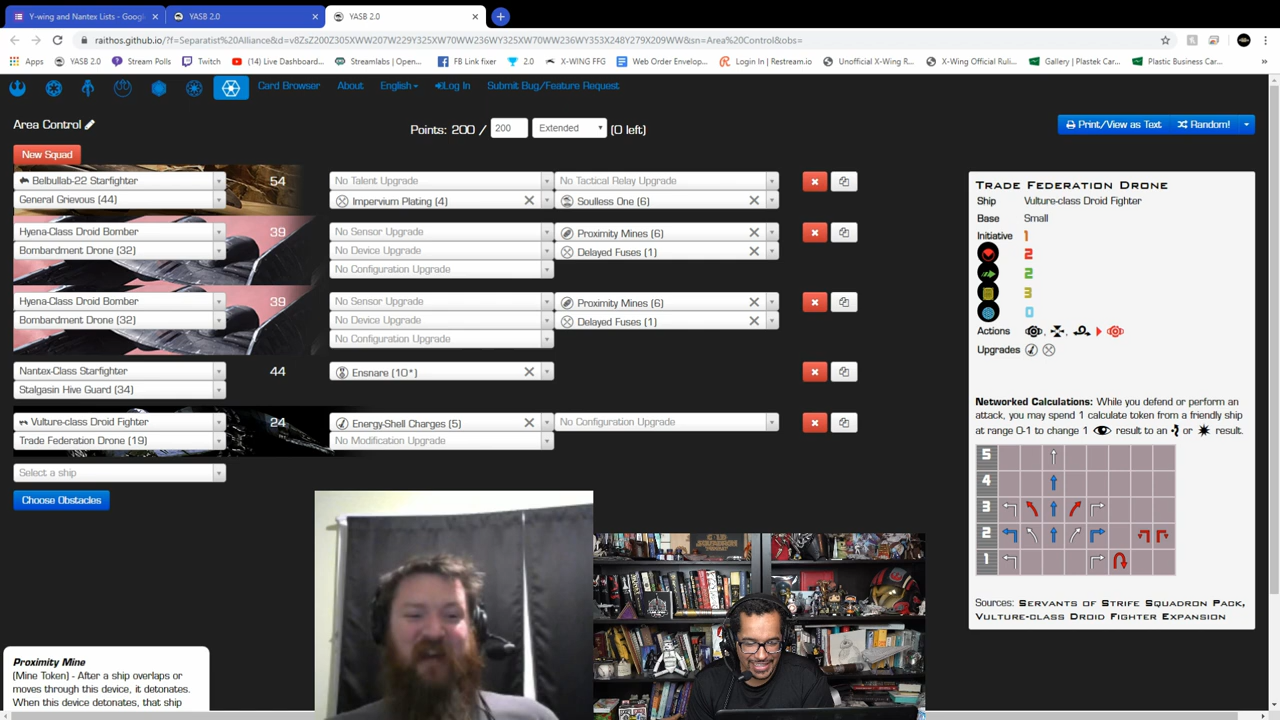 Y-wing and Nantex Lists - Goog
YASB 2.0
YASB 2.0
raithos.github.io/?f=Separatist%20Alliance&d=v8ZsZ200Z305XWW207W229Y325XW70WW236WY325XW70WW236WY353X248Y279X209WW&sn=Area%20Control&obs=
Apps
YASB 2.0
Stream Polls
Twitch
(14) Live Dashboard...
Streamlabs | Open...
FB Link fixer
2.0
X-WING FFG
Web Order Envelop...
Log In | Restream.io
Unofficial X-Wing R...
X-Wing Official Ruli...
Gallery | Plastek Car...
Plastic Business Car...
Card Browser
About
English
Log In
Submit Bug/Feature Request
Area Control
Points: 200 / 200 Extended (0 left)
Print/View as Text
Random!
New Squad
Belbullab-22 Starfighter
54
No Talent Upgrade
No Tactical Relay Upgrade
General Grievous (44)
Impervium Plating (4)
Soulless One (6)
Hyena-Class Droid Bomber
39
No Sensor Upgrade
Proximity Mines (6)
Bombardment Drone (32)
No Device Upgrade
Delayed Fuses (1)
No Configuration Upgrade
Hyena-Class Droid Bomber
39
No Sensor Upgrade
Proximity Mines (6)
Bombardment Drone (32)
No Device Upgrade
Delayed Fuses (1)
No Configuration Upgrade
Nantex-Class Starfighter
44
Ensnare (10*)
Stalgasin Hive Guard (34)
Vulture-class Droid Fighter
24
Energy-Shell Charges (5)
No Configuration Upgrade
Trade Federation Drone (19)
No Modification Upgrade
Select a ship
Choose Obstacles
Trade Federation Drone
Ship Vulture-class Droid Fighter
Base Small
Initiative 1
2
2
3
0
Actions
Upgrades
Networked Calculations: While you defend or perform an
attack, you may spend 1 calculate token from a friendly ship
at range 0-1 to change 1 result to an or result.
5
4
3
2
1
Sources: Servants of Strife Squadron Pack,
Vulture-class Droid Fighter Expansion
Proximity Mine
(Mine Token) - After a ship overlaps or
moves through this device, it detonates.
When this device detonates, that ship